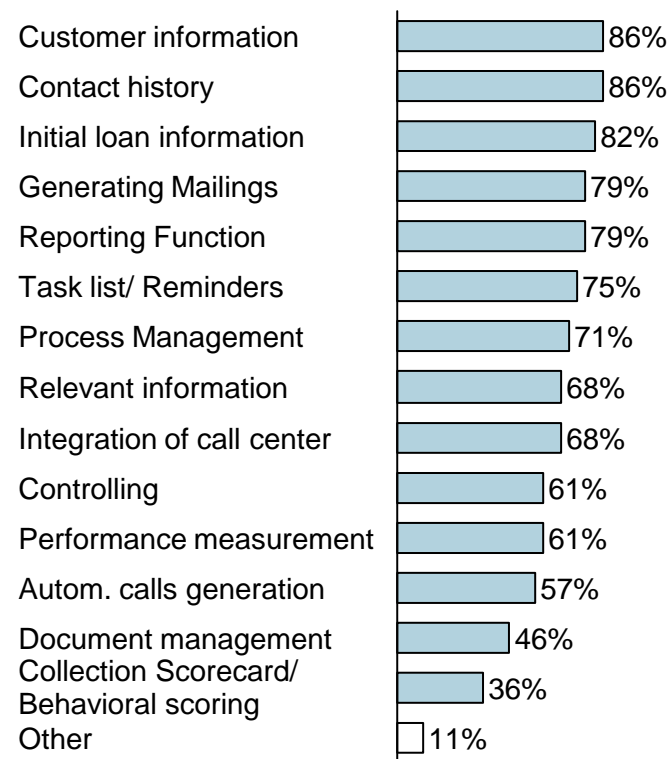 Customer information 86%
Contact history 86%
Initial loan information 82%
Generating Mailings 79%
Reporting Function 79%
Task list/ Reminders 75%
Process Management 71%
Relevant information 68%
Integration of call center 68%
Controlling 61%
Performance measurement 61%
Autom. calls generation 57%
Document management 46%
Collection Scorecard/
Behavioral scoring 36%
Other 11%